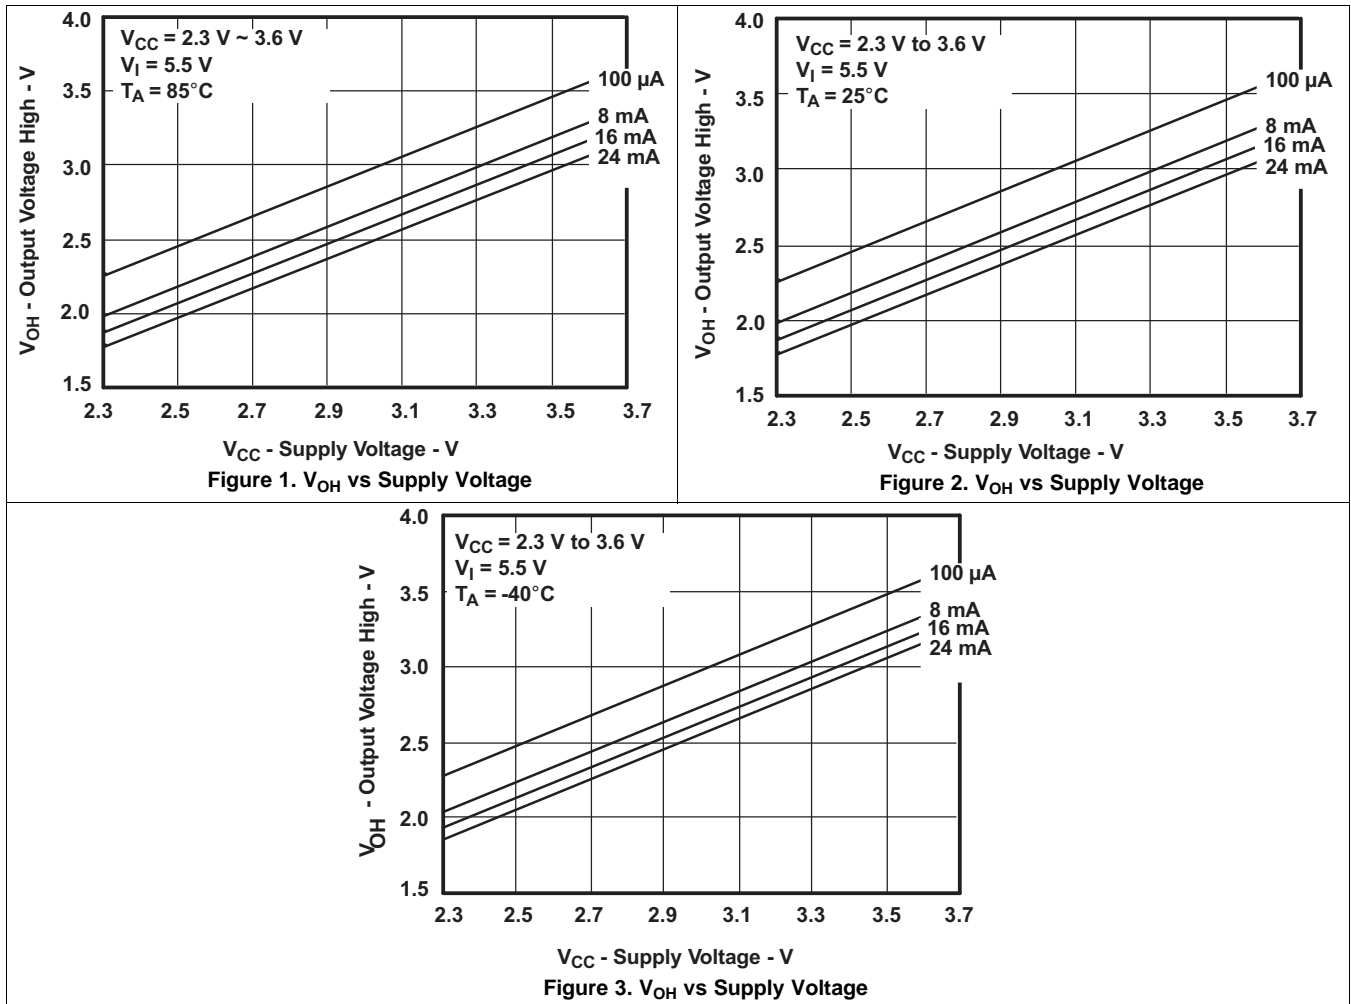 4.0
3.5
3.0
2.5
2.0
1.5
VOH - Output Voltage High - V
VCC = 2.3 V ~ 3.6 V
VI = 5.5 V
TA = 85°C
100 µA
8 mA
16 mA
24 mA
2.3 2.5 2.7 2.9 3.1 3.3 3.5 3.7
VCC - Supply Voltage - V
Figure 1. VOH vs Supply Voltage
4.0
3.5
3.0
2.5
2.0
1.5
VOH - Output Voltage High - V
VCC = 2.3 V to 3.6 V
VI = 5.5 V
TA = 25°C
100 µA
8 mA
16 mA
24 mA
2.3 2.5 2.7 2.9 3.1 3.3 3.5 3.7
VCC - Supply Voltage - V
Figure 2. VOH vs Supply Voltage
4.0
3.5
3.0
2.5
2.0
1.5
VOH - Output Voltage High - V
VCC = 2.3 V to 3.6 V
VI = 5.5 V
TA = -40°C
100 µA
8 mA
16 mA
24 mA
2.3 2.5 2.7 2.9 3.1 3.3 3.5 3.7
VCC - Supply Voltage - V
Figure 3. VOH vs Supply Voltage